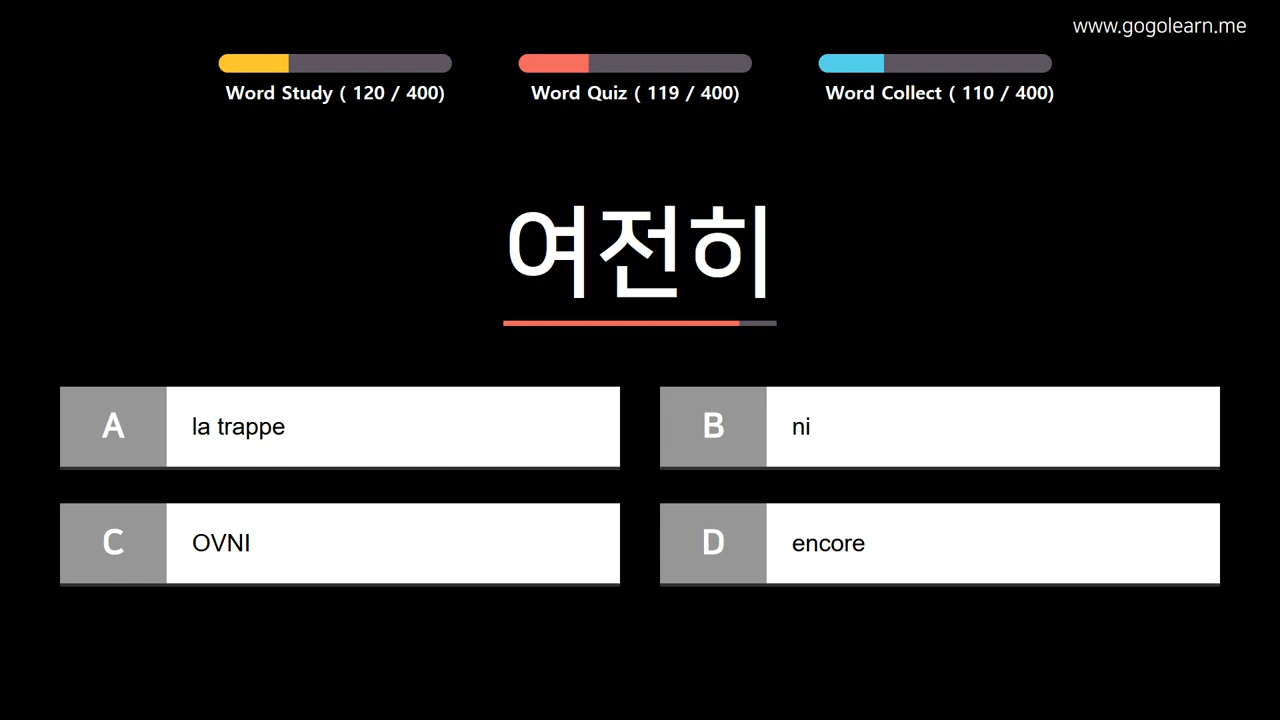 www.gogolearn.me
Word Study ( 120 / 400)
Word Quiz ( 119 / 400)
Word Collect ( 110 / 400)
여전히
A la trappe
B ni
C OVNI
D encore